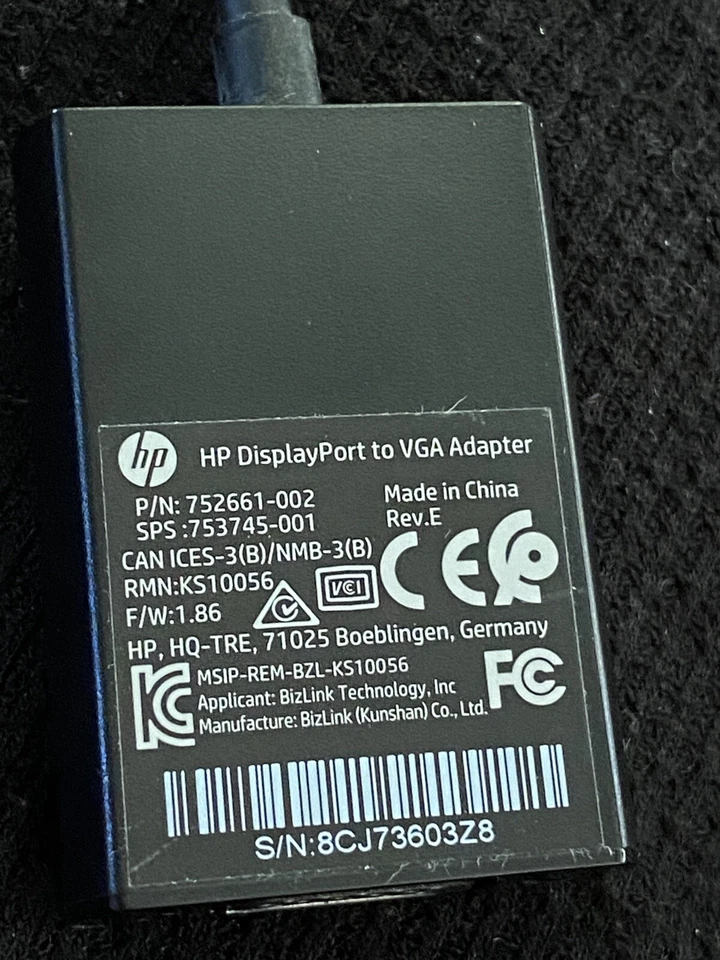 hp
HP DisplayPort to VGA Adapter
P/N: 752661-002
Made in China
SPS :753745-001
Rev.E
CAN ICES-3(B)/NMB-3(B)
CE
RMN:KS10056
VCI
F/W:1.86
HP, HQ-TRE, 71025 Boeblingen, Germany
MSIP-REM-BZL-KS10056
FC
Applicant: BizLink Technology, Inc
Manufacture: BizLink (Kunshan) Co., Ltd.
S/N:8CJ73603Z8